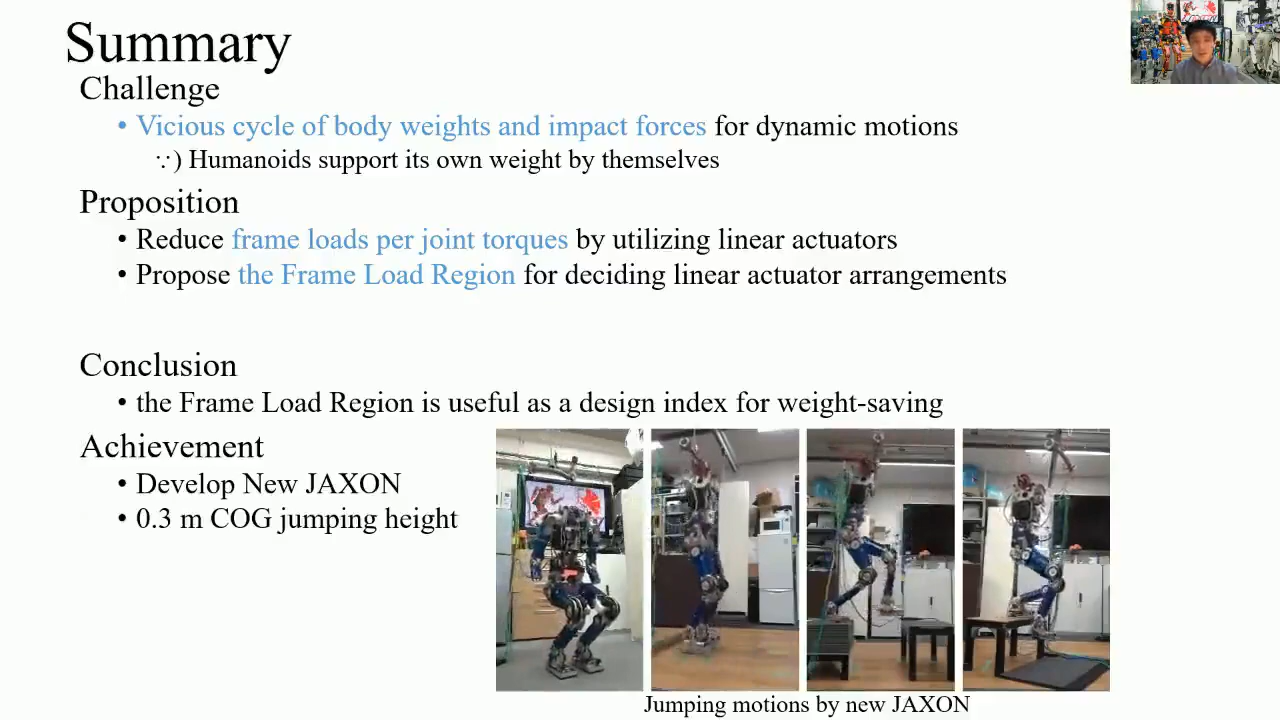 Summary
Challenge
• Vicious cycle of body weights and impact forces for dynamic motions
∵) Humanoids support its own weight by themselves
Proposition
• Reduce frame loads per joint torques by utilizing linear actuators
• Propose the Frame Load Region for deciding linear actuator arrangements
Conclusion
• the Frame Load Region is useful as a design index for weight-saving
Achievement
• Develop New JAXON
• 0.3 m COG jumping height
Jumping motions by new JAXON